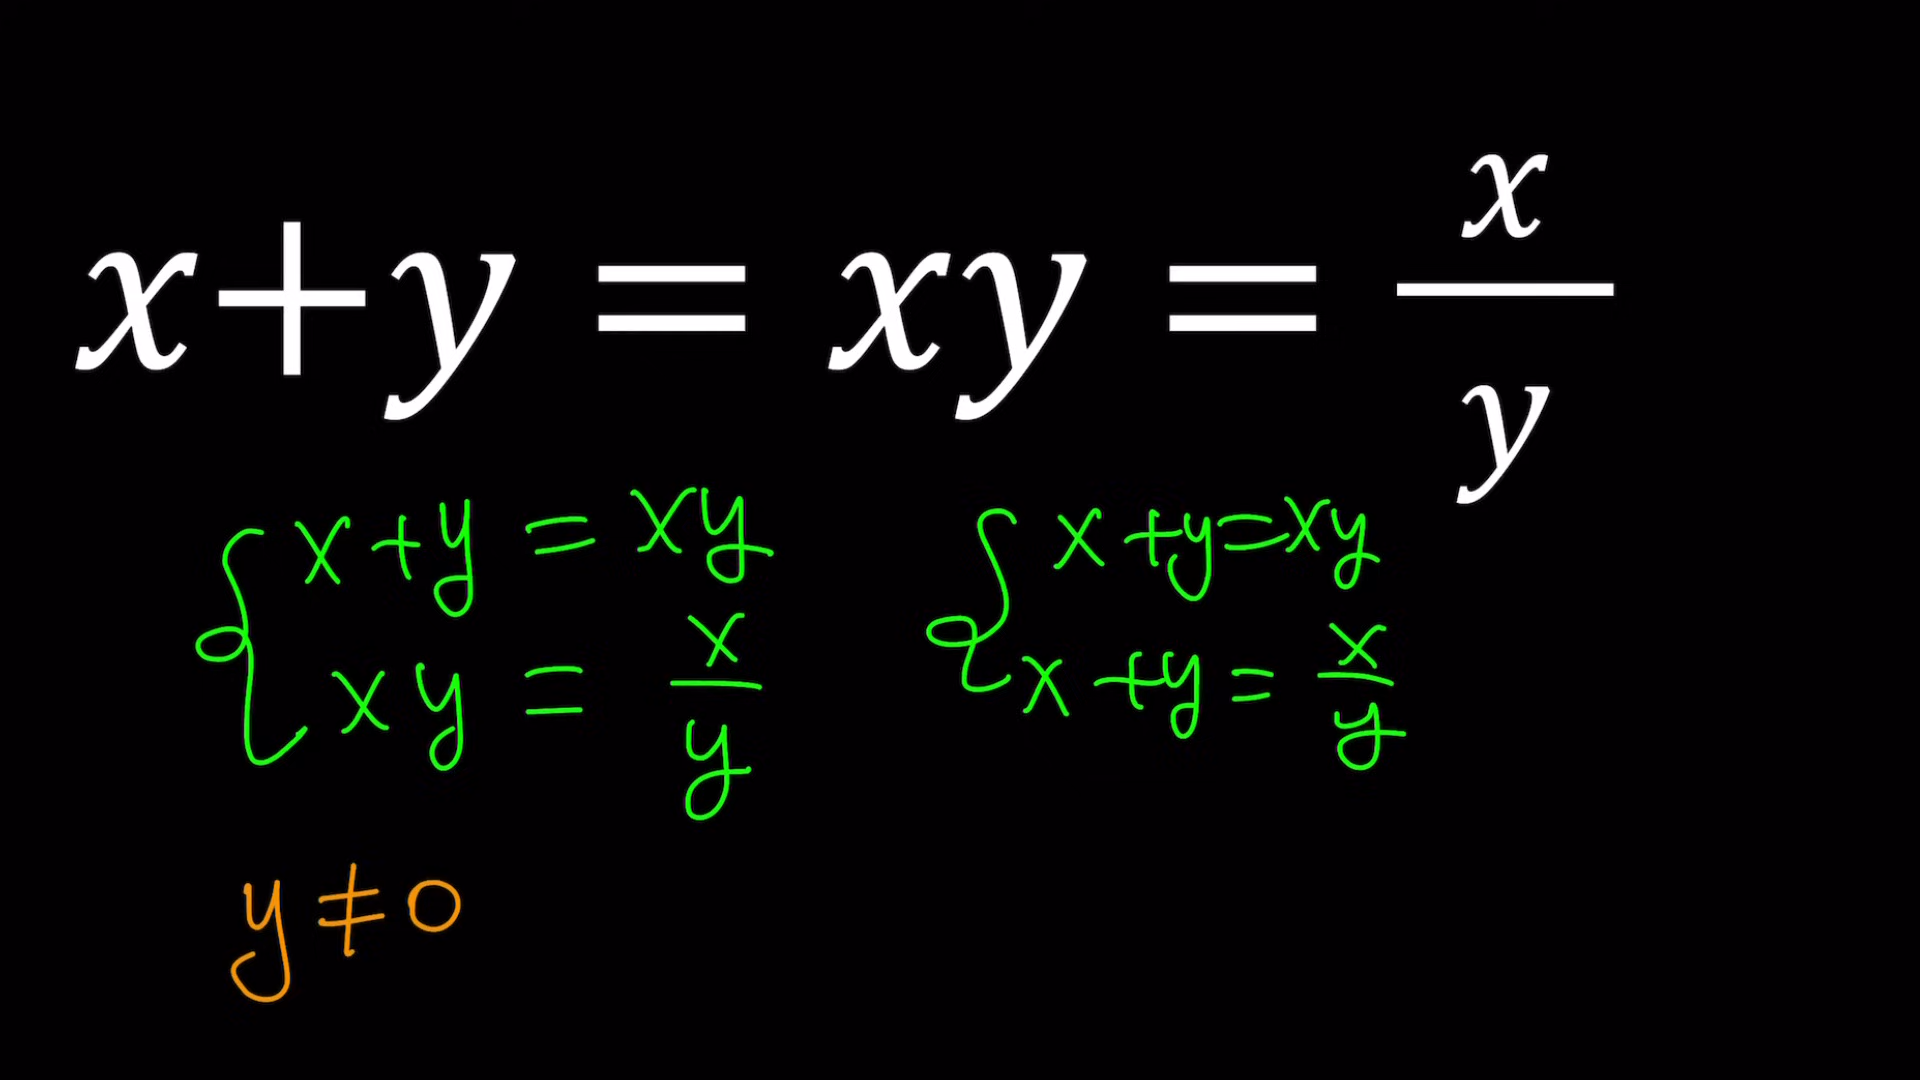 x+y = xy = x/y
x+y = xy
xy = x/y
x+y=xy
x+y = x/y
y≠0